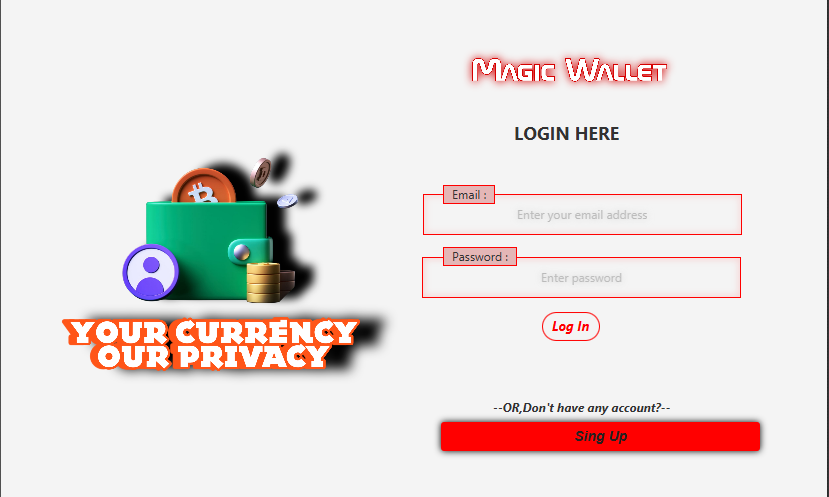 Magic Wallet
LOGIN HERE
Email :
Enter your email address
Password :
Enter password
Log In
YOUR CURRENCY
OUR PRIVACY
--OR,Don't have any account?--
Sing Up